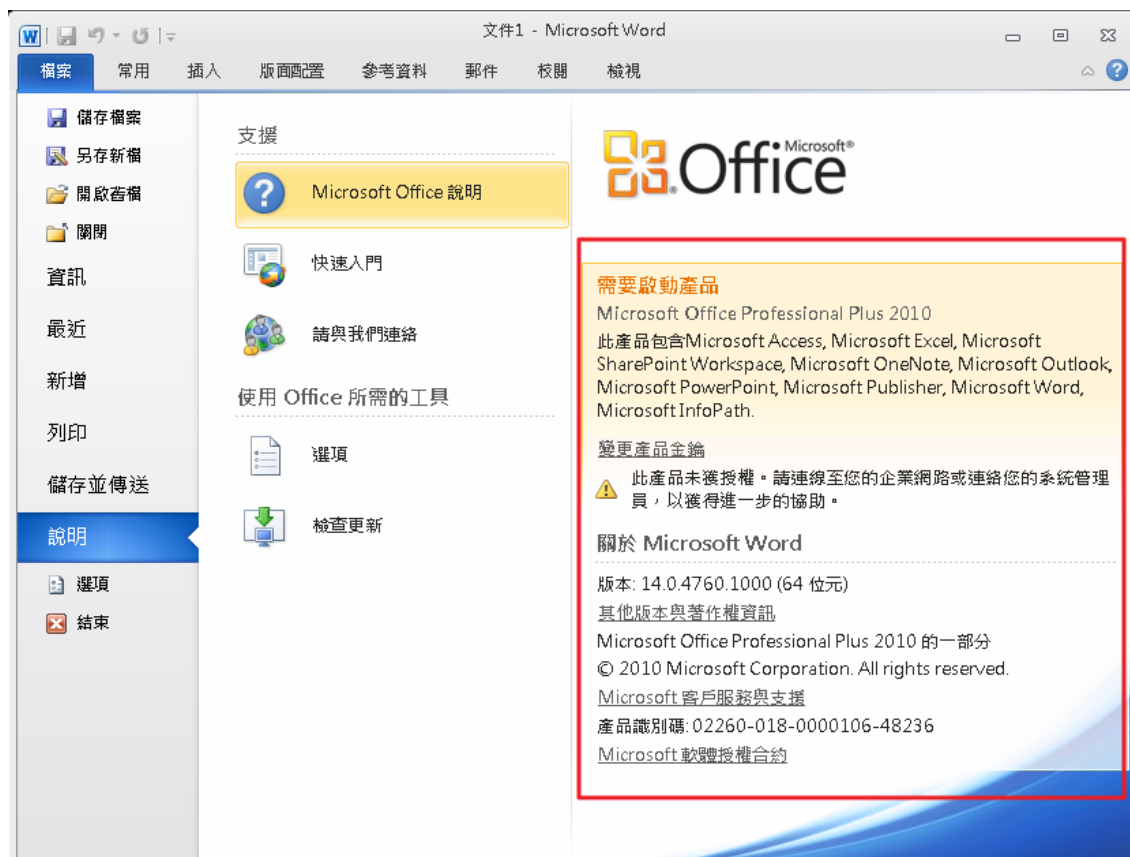 文件1 - Microsoft Word
檔案 常用 插入 版面配置 參考資料 郵件 校閱 檢視
儲存檔案
另存新檔
開啟舊檔
關閉
資訊
最近
新增
列印
儲存並傳送
說明
選項
結束
支援
Microsoft Office 說明
快速入門
請與我們連絡
使用 Office 所需的工具
選項
檢查更新
Microsoft®
Office
需要啟動產品
Microsoft Office Professional Plus 2010
此產品包含Microsoft Access, Microsoft Excel, Microsoft
SharePoint Workspace, Microsoft OneNote, Microsoft Outlook,
Microsoft PowerPoint, Microsoft Publisher, Microsoft Word,
Microsoft InfoPath.
變更產品金鑰
此產品未獲授權。請連線至您的企業網路或連絡您的系統管理
員，以獲得進一步的協助。
關於 Microsoft Word
版本: 14.0.4760.1000 (64 位元)
其他版本與著作權資訊
Microsoft Office Professional Plus 2010 的一部分
© 2010 Microsoft Corporation. All rights reserved.
Microsoft 客戶服務與支援
產品識別碼: 02260-018-0000106-48236
Microsoft 軟體授權合約